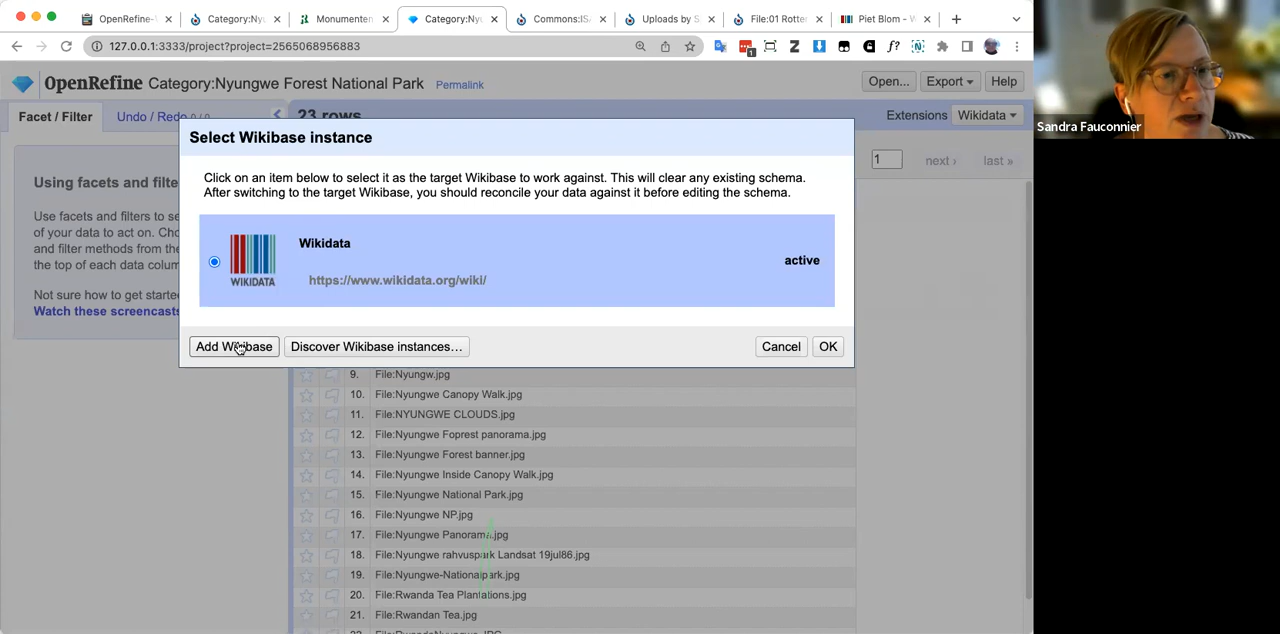 OpenRefine-
Category:Nyu
Monumenten
Category:Ny
Commons:IS
Uploads by S
File:01 Rotter
Piet Blom - W
127.0.0.1:3333/project?project=2565068956883
OpenRefine Category:Nyungwe Forest National Park Permalink
Open... Export Help
Facet / Filter Undo / Redo 0 / 0
23 rows
Extensions Wikidata
Sandra Fauconnier
Select Wikibase instance
1 next › last »
Click on an item below to select it as the target Wikibase to work against. This will clear any existing schema.
After switching to the target Wikibase, you should reconcile your data against it before editing the schema.
Using facets and filte
Use facets and filters to se
of your data to act on. Cho
and filter methods from the
the top of each data colum
Not sure how to get starte
Watch these screencasts
Wikidata
active
https://www.wikidata.org/wiki/
WIKIDATA
Add Wikibase Discover Wikibase instances... Cancel OK
9. File:Nyungw.jpg
10. File:Nyungwe Canopy Walk.jpg
11. File:NYUNGWE CLOUDS.jpg
12. File:Nyungwe Foprest panorama.jpg
13. File:Nyungwe Forest banner.jpg
14. File:Nyungwe Inside Canopy Walk.jpg
15. File:Nyungwe National Park.jpg
16. File:Nyungwe NP.jpg
17. File:Nyungwe Panorama.jpg
18. File:Nyungwe rahvuspark Landsat 19jul86.jpg
19. File:Nyungwe-Nationalpark.jpg
20. File:Rwanda Tea Plantations.jpg
21. File:Rwandan Tea.jpg